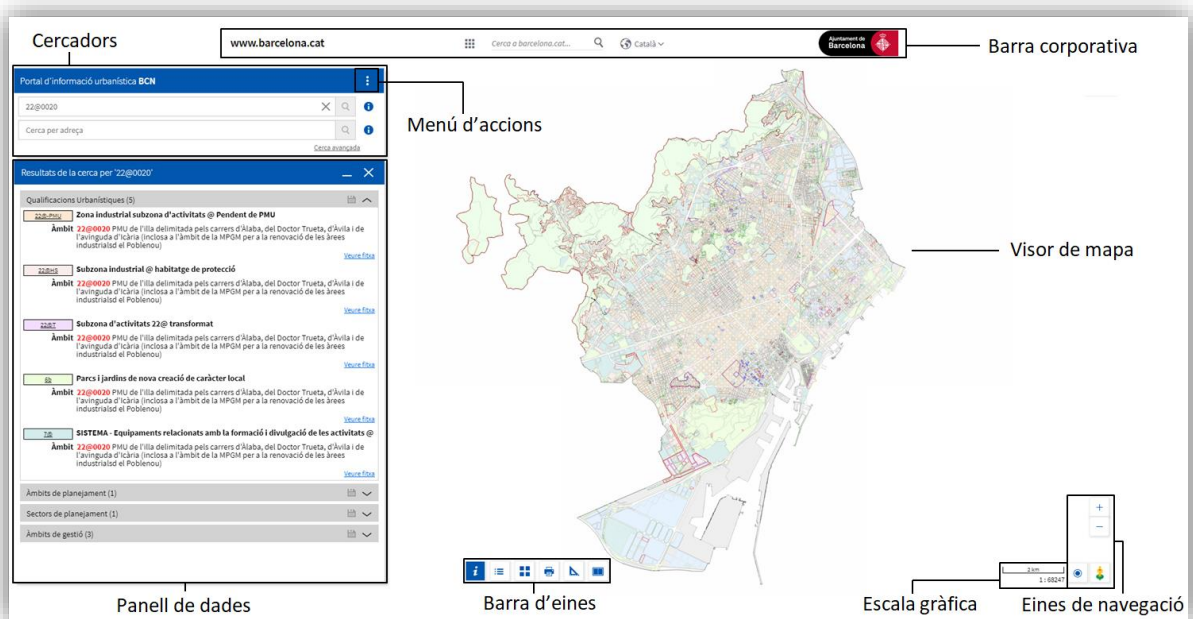 Cercadors
www.barcelona.cat
Cerca a barcelona.cat...
Català
Ajuntament de
Barcelona
Barra corporativa
Portal d'informació urbanística BCN
22@0020
Cerca per adreça
Cerca avançada
Menú d'accions
Resultats de la cerca per '22@0020'
Qualificacions Urbanístiques (5)
22@-PMU Zona industrial subzona d'activitats @ Pendent de PMU
Àmbit 22@0020 PMU de l'illa delimitada pels carrers d'Àlaba, del Doctor Trueta, d'Àvila i de
l'avinguda d'Icària (inclosa a l'àmbit de la MPGM per a la renovació de les àrees
industrialsd el Poblenou)
Veure fitxa
22@HS Subzona industrial @ habitatge de protecció
Àmbit 22@0020 PMU de l'illa delimitada pels carrers d'Àlaba, del Doctor Trueta, d'Àvila i de
l'avinguda d'Icària (inclosa a l'àmbit de la MPGM per a la renovació de les àrees
industrialsd el Poblenou)
Veure fitxa
22@T Subzona d'activitats 22@ transformat
Àmbit 22@0020 PMU de l'illa delimitada pels carrers d'Àlaba, del Doctor Trueta, d'Àvila i de
l'avinguda d'Icària (inclosa a l'àmbit de la MPGM per a la renovació de les àrees
industrialsd el Poblenou)
Veure fitxa
6b Parcs i jardins de nova creació de caràcter local
Àmbit 22@0020 PMU de l'illa delimitada pels carrers d'Àlaba, del Doctor Trueta, d'Àvila i de
l'avinguda d'Icària (inclosa a l'àmbit de la MPGM per a la renovació de les àrees
industrialsd el Poblenou)
Veure fitxa
7@ SISTEMA - Equipaments relacionats amb la formació i divulgació de les activitats @
Àmbit 22@0020 PMU de l'illa delimitada pels carrers d'Àlaba, del Doctor Trueta, d'Àvila i de
l'avinguda d'Icària (inclosa a l'àmbit de la MPGM per a la renovació de les àrees
industrialsd el Poblenou)
Veure fitxa
Àmbits de planejament (1)
Sectors de planejament (1)
Àmbits de gestió (3)
Visor de mapa
2 km
1 : 68247
Panell de dades
Barra d'eines
Escala gràfica
Eines de navegació